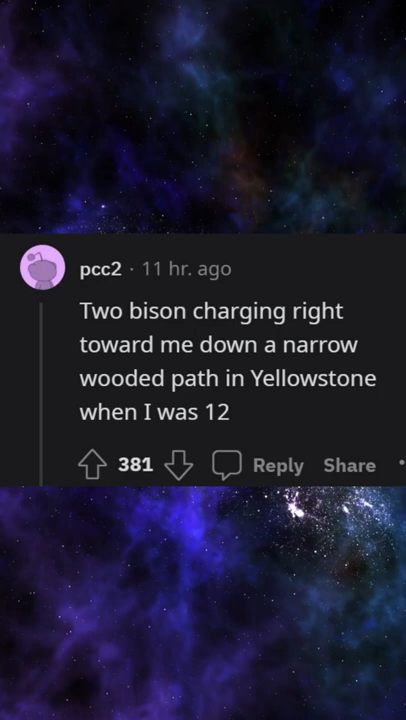 pcc2 · 11 hr. ago
Two bison charging right
toward me down a narrow
wooded path in Yellowstone
when I was 12
381 Reply Share